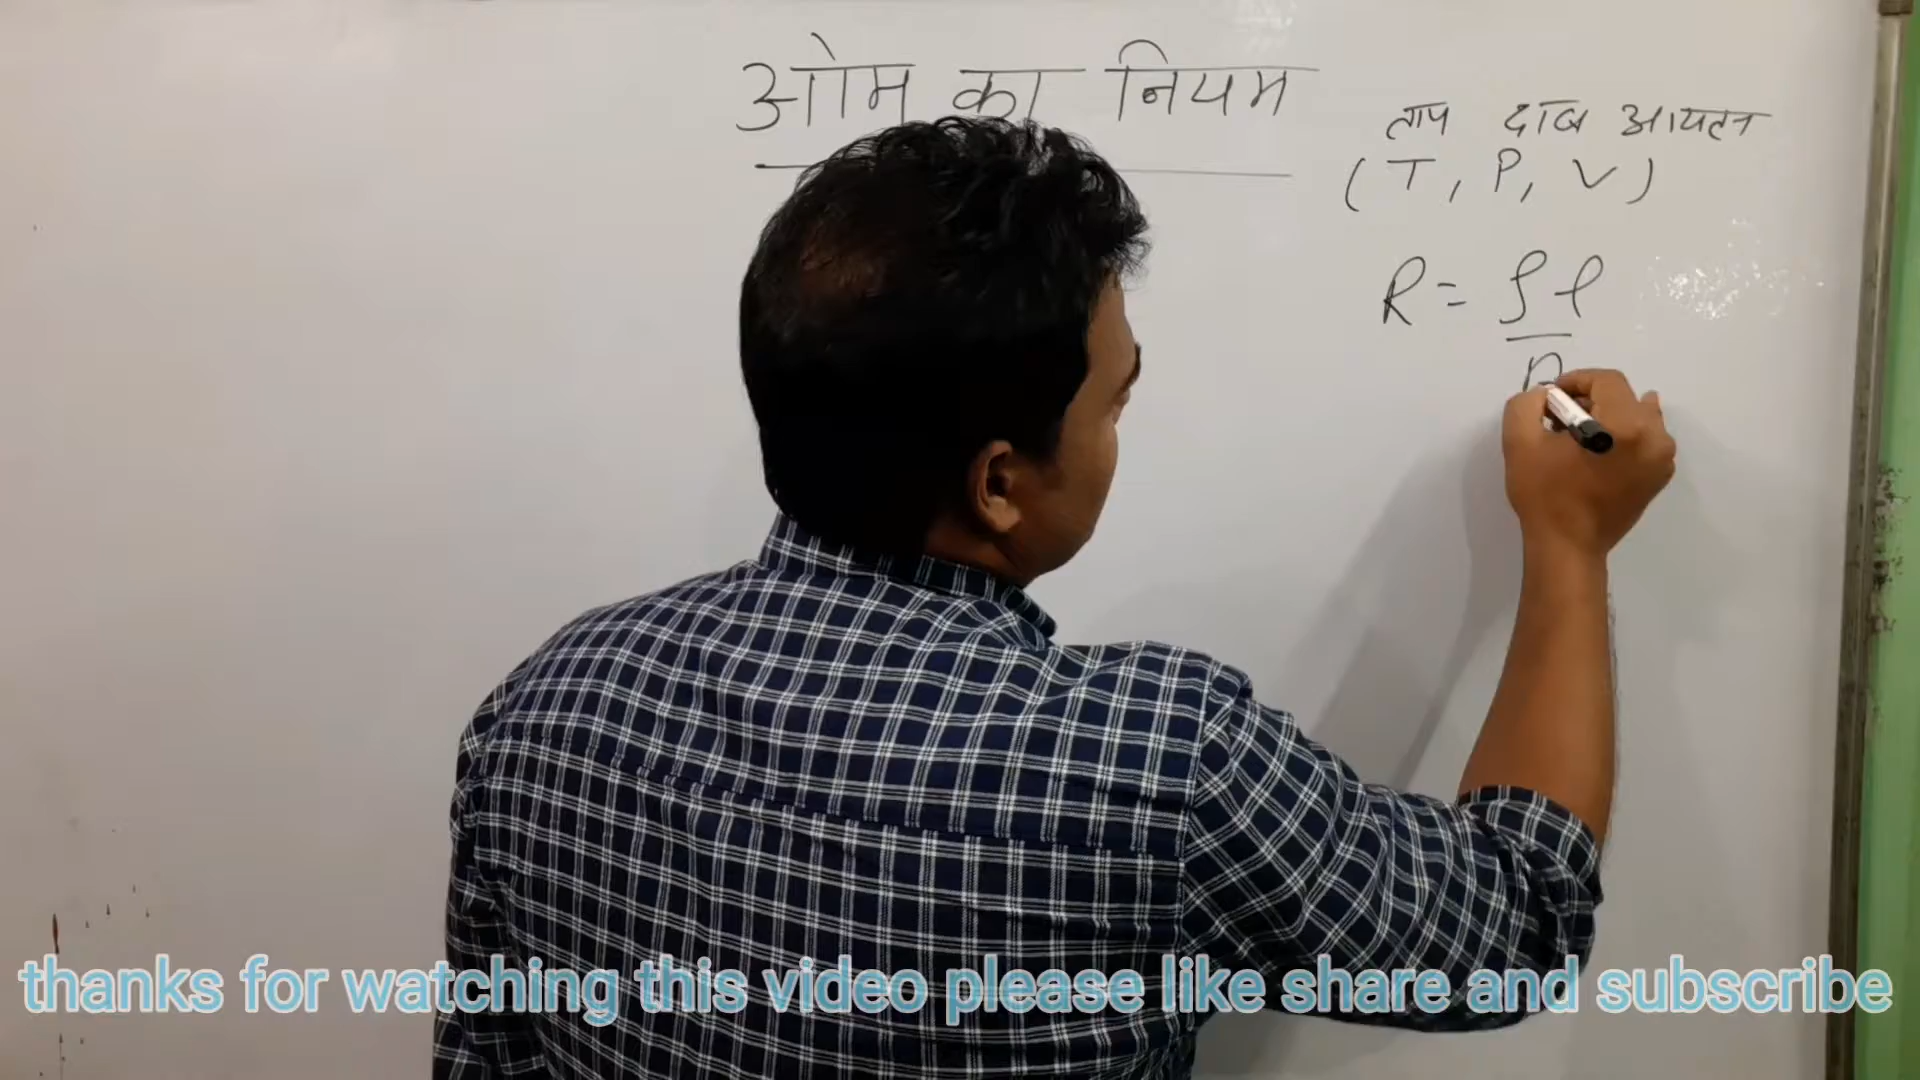 ओम का नियम
ताप दाब आयतन
(T, P, V)
R = ρl
thanks for watching this video please like share and subscribe